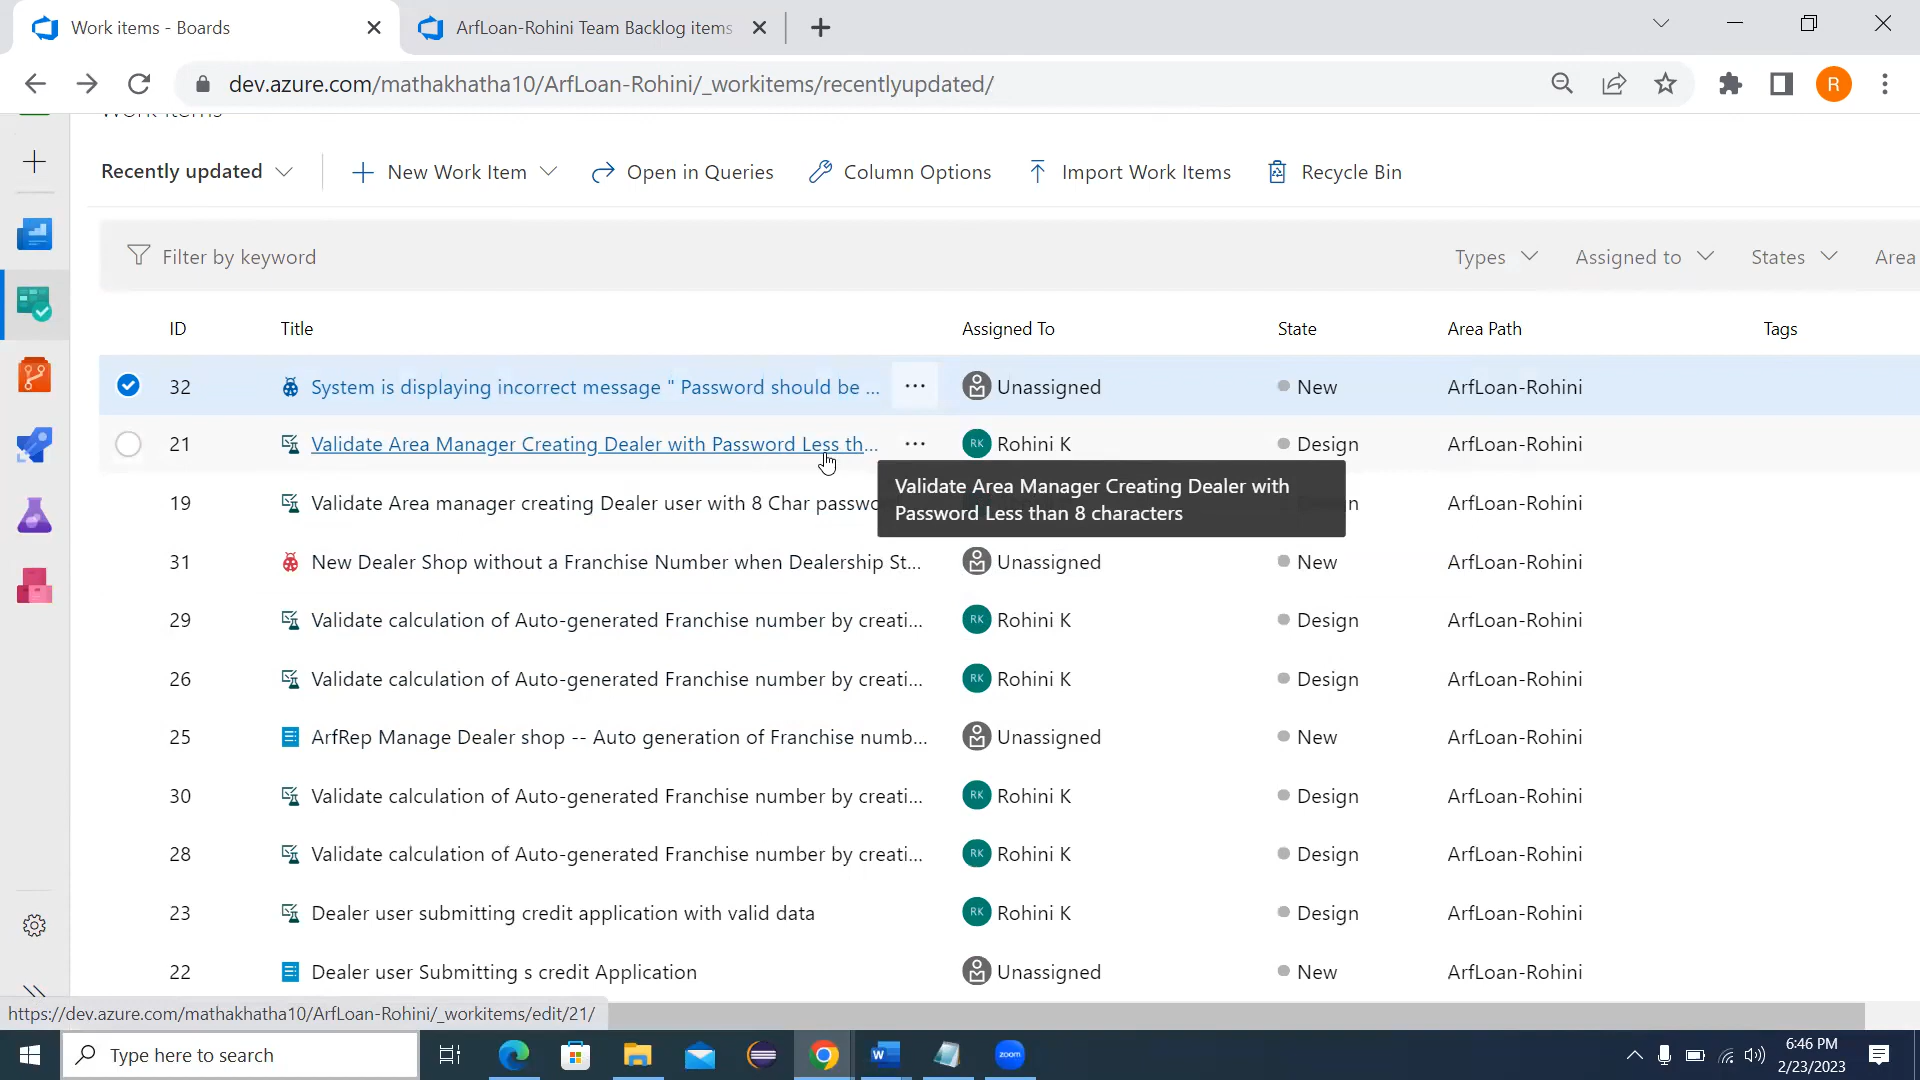 Work items - Boards
ArfLoan-Rohini Team Backlog items
dev.azure.com/mathakhatha10/ArfLoan-Rohini/_workitems/recentlyupdated/
R
Work items
Recently updated
New Work Item
Open in Queries
Column Options
Import Work Items
Recycle Bin
Filter by keyword
Types
Assigned to
States
Area
ID Title Assigned To State Area Path Tags
32 System is displaying incorrect message " Password should be ... Unassigned New ArfLoan-Rohini
21 Validate Area Manager Creating Dealer with Password Less th... RK Rohini K Design ArfLoan-Rohini
Validate Area Manager Creating Dealer with
Password Less than 8 characters
19 Validate Area manager creating Dealer user with 8 Char ArfLoan-Rohini
31 New Dealer Shop without a Franchise Number when Dealership St... Unassigned New ArfLoan-Rohini
29 Validate calculation of Auto-generated Franchise number by creati... RK Rohini K Design ArfLoan-Rohini
26 Validate calculation of Auto-generated Franchise number by creati... RK Rohini K Design ArfLoan-Rohini
25 ArfRep Manage Dealer shop -- Auto generation of Franchise numb... Unassigned New ArfLoan-Rohini
30 Validate calculation of Auto-generated Franchise number by creati... RK Rohini K Design ArfLoan-Rohini
28 Validate calculation of Auto-generated Franchise number by creati... RK Rohini K Design ArfLoan-Rohini
23 Dealer user submitting credit application with valid data RK Rohini K Design ArfLoan-Rohini
22 Dealer user Submitting s credit Application Unassigned New ArfLoan-Rohini
https://dev.azure.com/mathakhatha10/ArfLoan-Rohini/_workitems/edit/21/
Type here to search
W
zoom
6:46 PM
2/23/2023